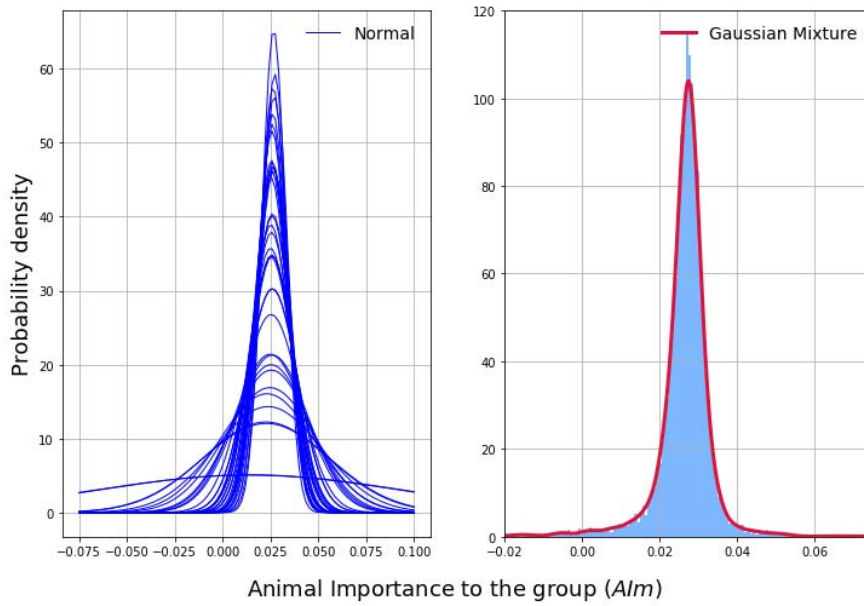 Normal
Gaussian Mixture
Probability density
60
50
40
30
20
10
0
120
100
80
60
40
20
0
−0.075 −0.050 −0.025 0.000 0.025 0.050 0.075 0.100
−0.02 0.00 0.02 0.04 0.06
Animal Importance to the group (AIm)